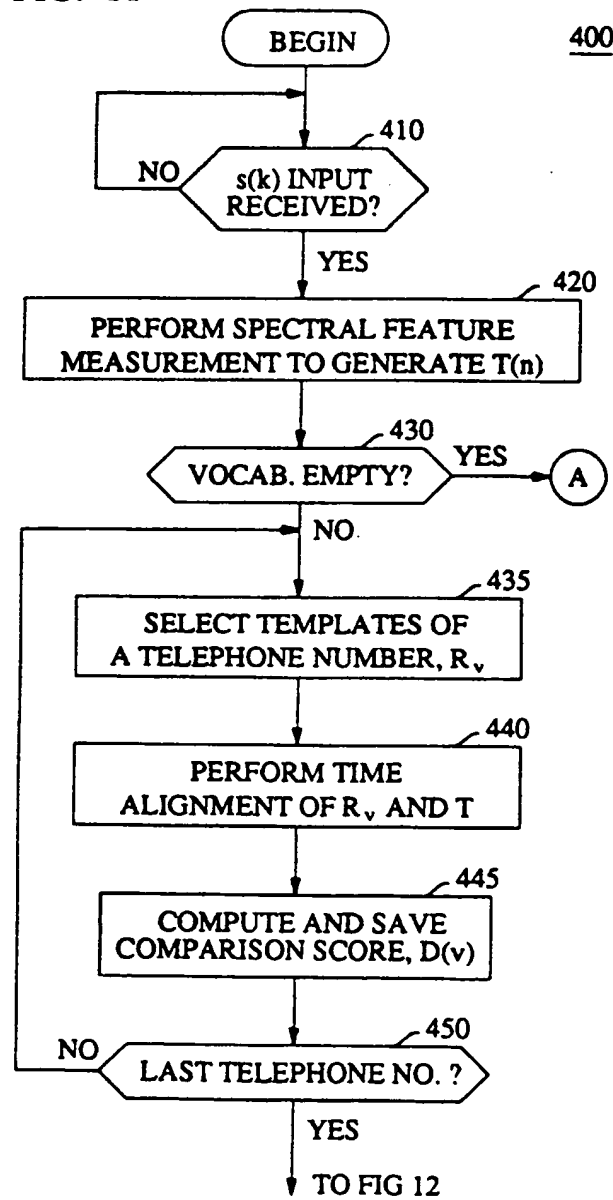 BEGIN
400
410
NO
s(k) INPUT
RECEIVED?
YES
420
PERFORM SPECTRAL FEATURE
MEASUREMENT TO GENERATE T(n)
430
VOCAB. EMPTY?
YES
A
NO
435
SELECT TEMPLATES OF
A TELEPHONE NUMBER, Rv
440
PERFORM TIME
ALIGNMENT OF Rv AND T
445
COMPUTE AND SAVE
COMPARISON SCORE, D(v)
450
NO
LAST TELEPHONE NO. ?
YES
TO FIG 12